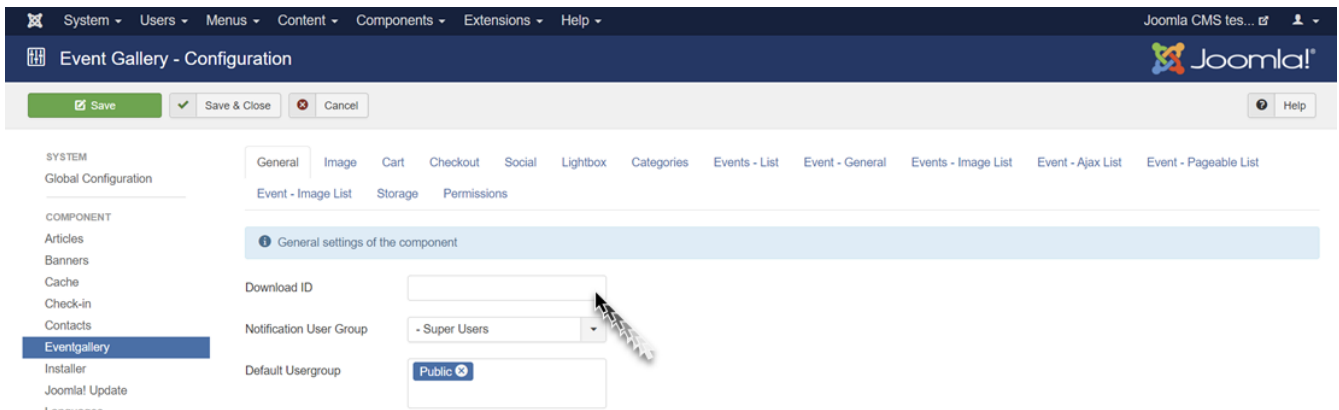 System Users Menus Content Components Extensions Help Joomla CMS tes...
Event Gallery - Configuration Joomla!®
Save Save & Close Cancel Help
SYSTEM
Global Configuration
COMPONENT
Articles
Banners
Cache
Check-in
Contacts
Eventgallery
Installer
Joomla! Update
Languages
General Image Cart Checkout Social Lightbox Categories Events - List Event - General Events - Image List Event - Ajax List Event - Pageable List
Event - Image List Storage Permissions
General settings of the component
Download ID
Notification User Group - Super Users
Default Usergroup Public